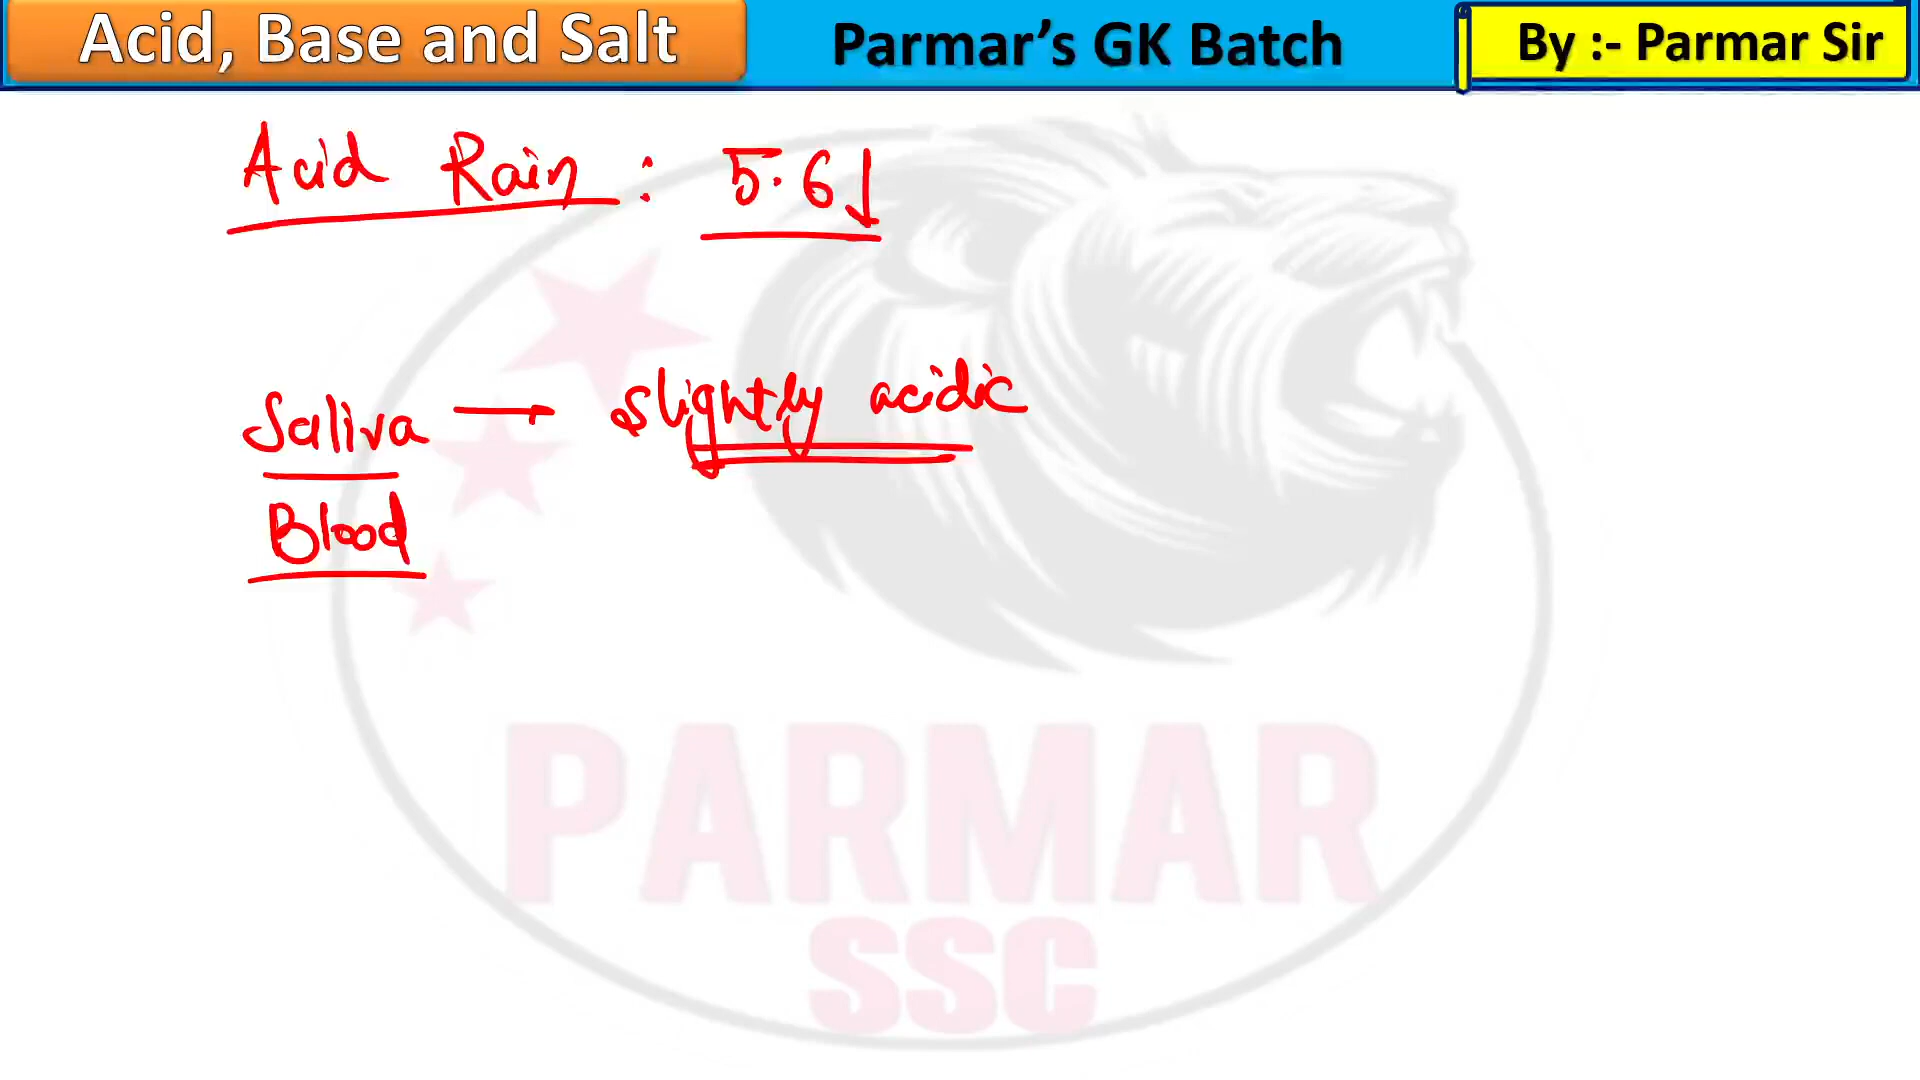 Acid, Base and Salt
Parmar's GK Batch
By :- Parmar Sir
Acid Rain : 5.6↓
Saliva → slightly acidic
Blood
PARMAR
SSC